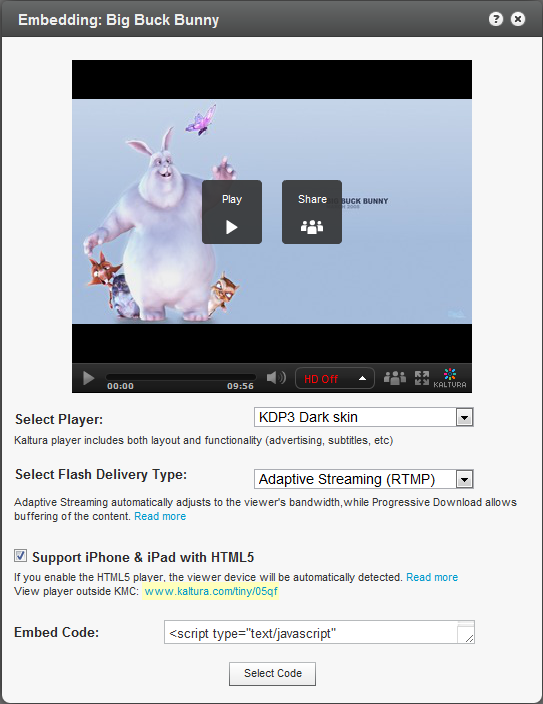 Embedding: Big Buck Bunny
Play
Share
BUCK BUNNY
HD Off
00:00
09:56
KALTURA
Select Player:
KDP3 Dark skin
Kaltura player includes both layout and functionality (advertising, subtitles, etc)
Select Flash Delivery Type:
Adaptive Streaming (RTMP)
Adaptive Streaming automatically adjusts to the viewer's bandwidth,while Progressive Download allows
buffering of the content. Read more
Support iPhone & iPad with HTML5
If you enable the HTML5 player, the viewer device will be automatically detected. Read more
View player outside KMC: www.kaltura.com/tiny/05qf
Embed Code:
<script type="text/javascript"
Select Code